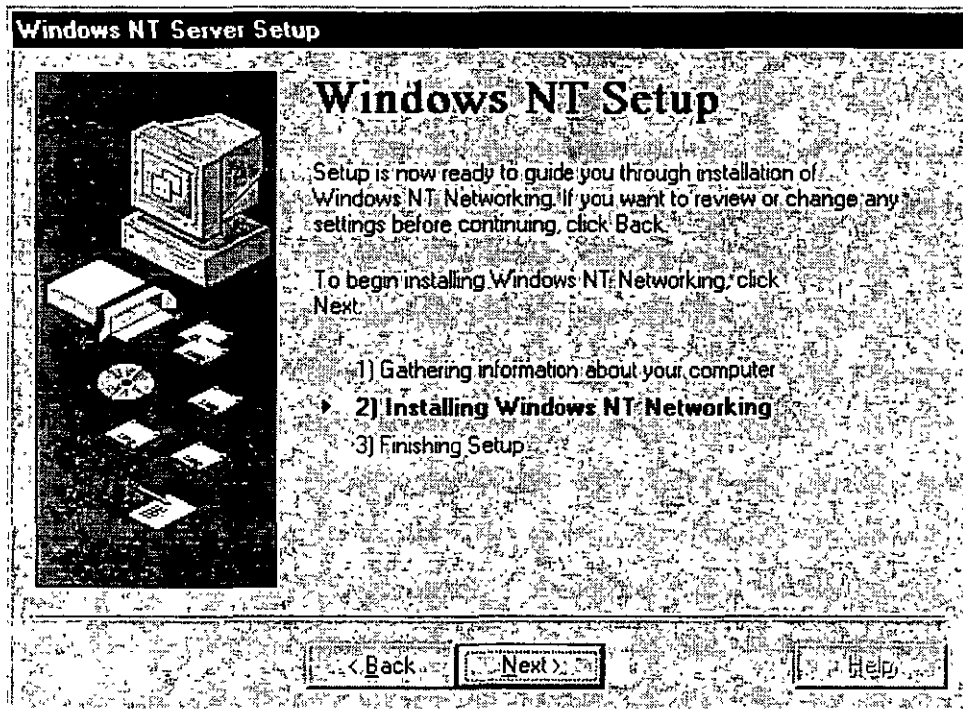 Windows NT Server Setup
Windows NT Setup
Setup is now ready to guide you through installation of
Windows NT Networking. If you want to review or change any
settings before continuing, click Back.
To begin installing Windows NT Networking, click
Next.
1) Gathering information about your computer
2) Installing Windows NT Networking
3) Finishing Setup
< Back
Next >
Help